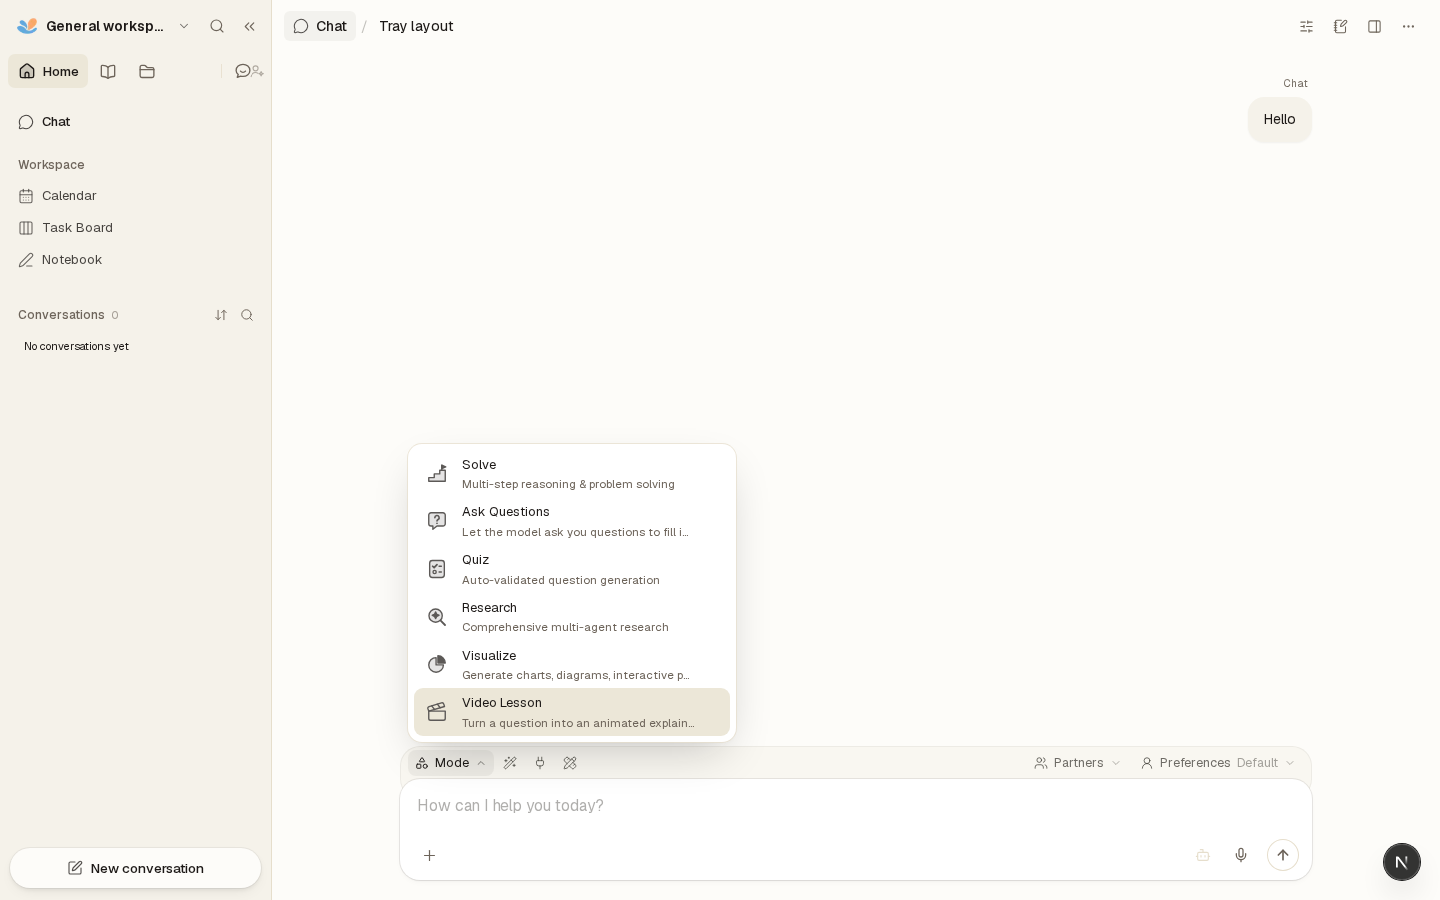 General worksp...
Chat / Tray layout
Home
Chat
Chat
Hello
Workspace
Calendar
Task Board
Notebook
Conversations 0
No conversations yet
Solve
Multi-step reasoning & problem solving
Ask Questions
Let the model ask you questions to fill i...
Quiz
Auto-validated question generation
Research
Comprehensive multi-agent research
Visualize
Generate charts, diagrams, interactive p...
Video Lesson
Turn a question into an animated explain...
Mode
Partners
Preferences Default
How can I help you today?
New conversation
N